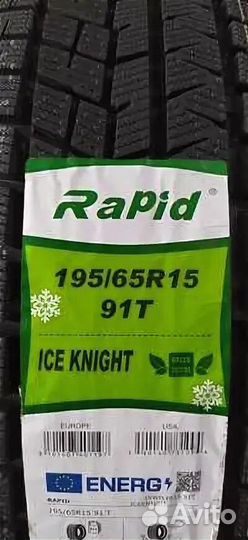 RaPid®
195/65R15
91T
ICE KNIGHT
EUROPE
USA
ENERG
RAPID
195/65R15 91T
Avito